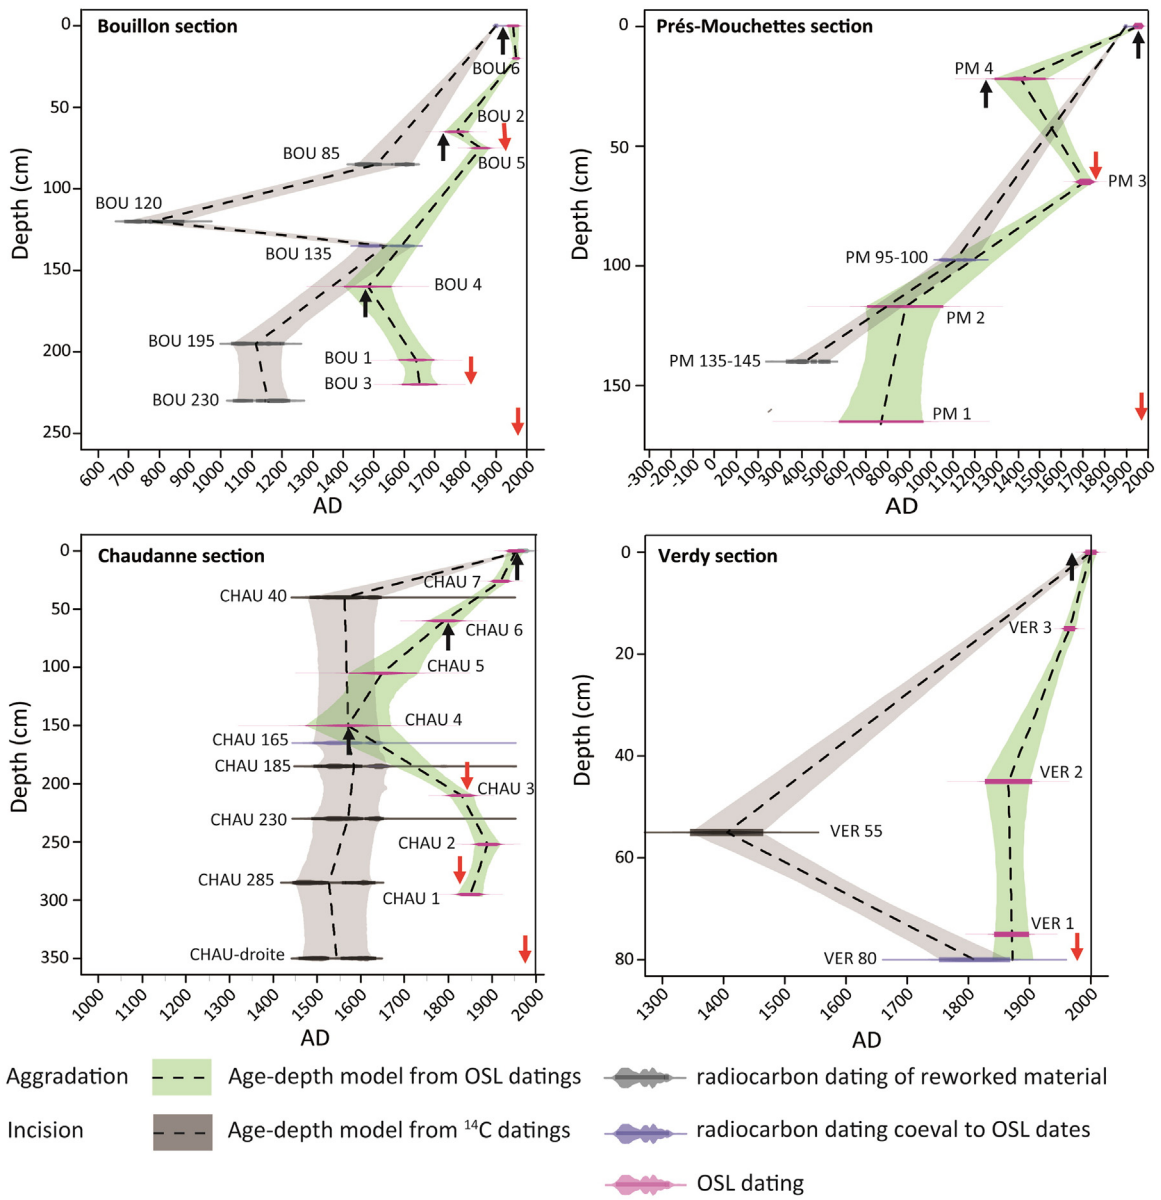 Bouillon section
Depth (cm)
0
50
100
150
200
250
BOU 6
BOU 2
BOU 5
BOU 85
BOU 120
BOU 135
BOU 4
BOU 195
BOU 1
BOU 3
BOU 230
600 700 800 900 1000 1100 1200 1300 1400 1500 1600 1700 1800 1900 2000
AD
Prés-Mouchettes section
Depth (cm)
0
50
100
150
PM 4
PM 3
PM 95-100
PM 2
PM 135-145
PM 1
-300 -200 -100 0 100 200 300 400 500 600 700 800 900 1000 1100 1200 1300 1400 1500 1600 1700 1800 1900 2000
AD
Chaudanne section
Depth (cm)
0
50
100
150
200
250
300
350
CHAU 7
CHAU 40
CHAU 6
CHAU 5
CHAU 4
CHAU 165
CHAU 185
CHAU 3
CHAU 230
CHAU 2
CHAU 285
CHAU 1
CHAU-droite
1000 1100 1200 1300 1400 1500 1600 1700 1800 1900 2000
AD
Verdy section
Depth (cm)
0
20
40
60
80
VER 3
VER 2
VER 55
VER 1
VER 80
1300 1400 1500 1600 1700 1800 1900 2000
AD
Aggradation
Age-depth model from OSL datings
Incision
Age-depth model from ¹⁴C datings
radiocarbon dating of reworked material
radiocarbon dating coeval to OSL dates
OSL dating